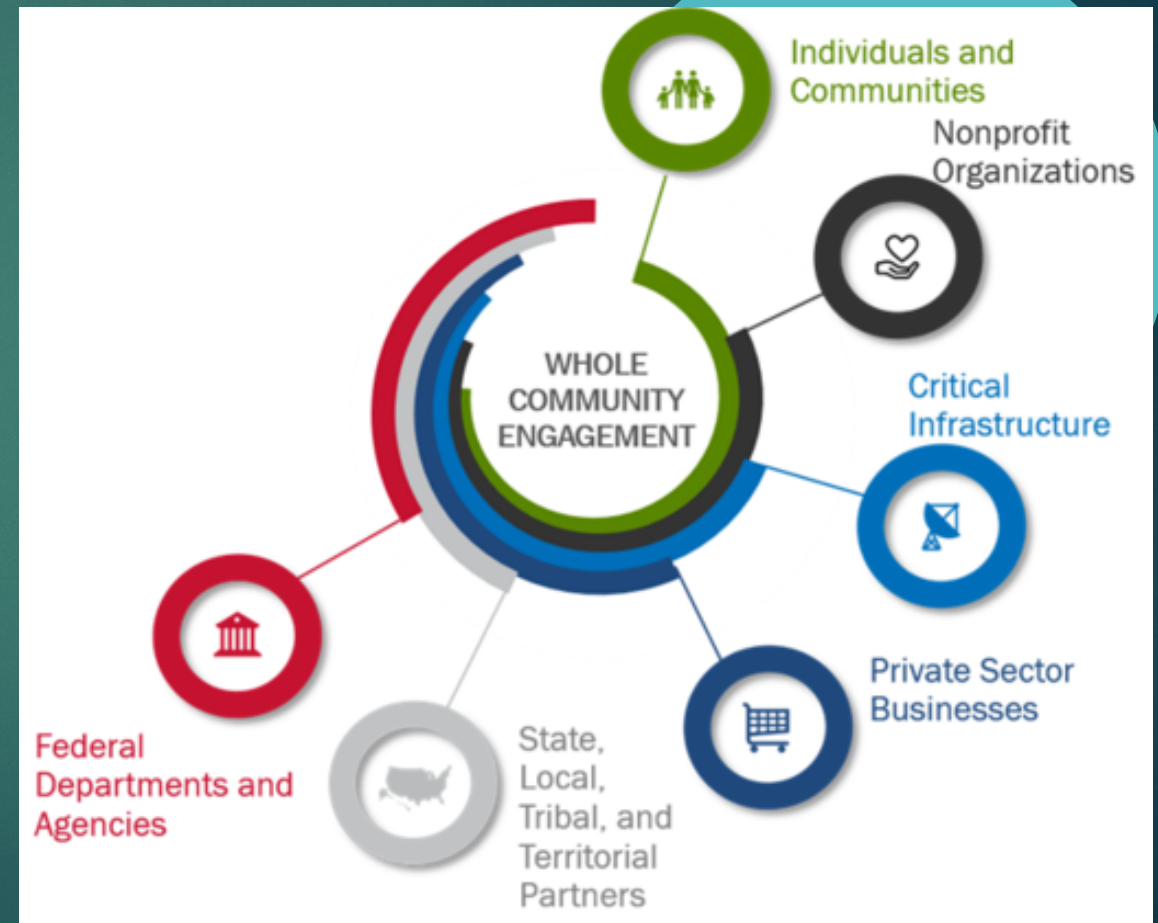 Individuals and
Communities
Nonprofit
Organizations
WHOLE
COMMUNITY
ENGAGEMENT
Critical
Infrastructure
Private Sector
Businesses
State,
Local,
Tribal, and
Territorial
Partners
Federal
Departments and
Agencies